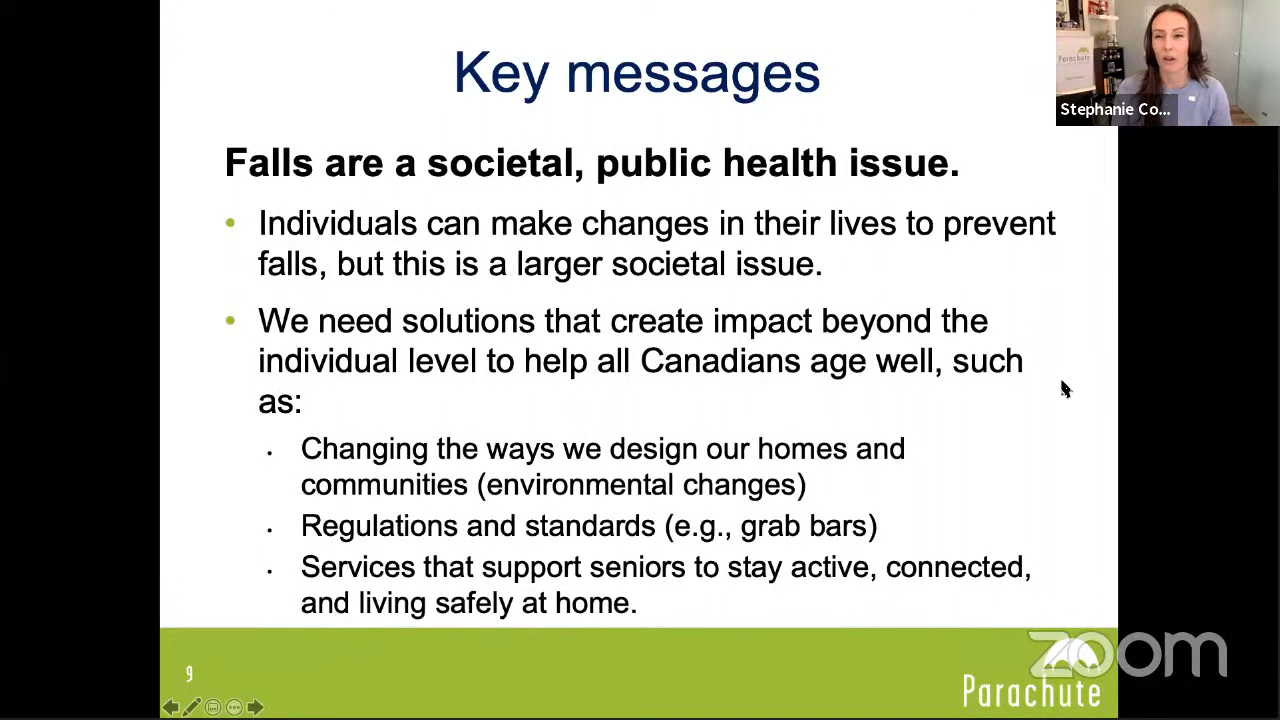 Key messages
Parachute
Stephanie Co...
Falls are a societal, public health issue.
• Individuals can make changes in their lives to prevent
falls, but this is a larger societal issue.
• We need solutions that create impact beyond the
individual level to help all Canadians age well, such
as:
• Changing the ways we design our homes and
communities (environmental changes)
• Regulations and standards (e.g., grab bars)
• Services that support seniors to stay active, connected,
and living safely at home.
9
zoom
Parachute